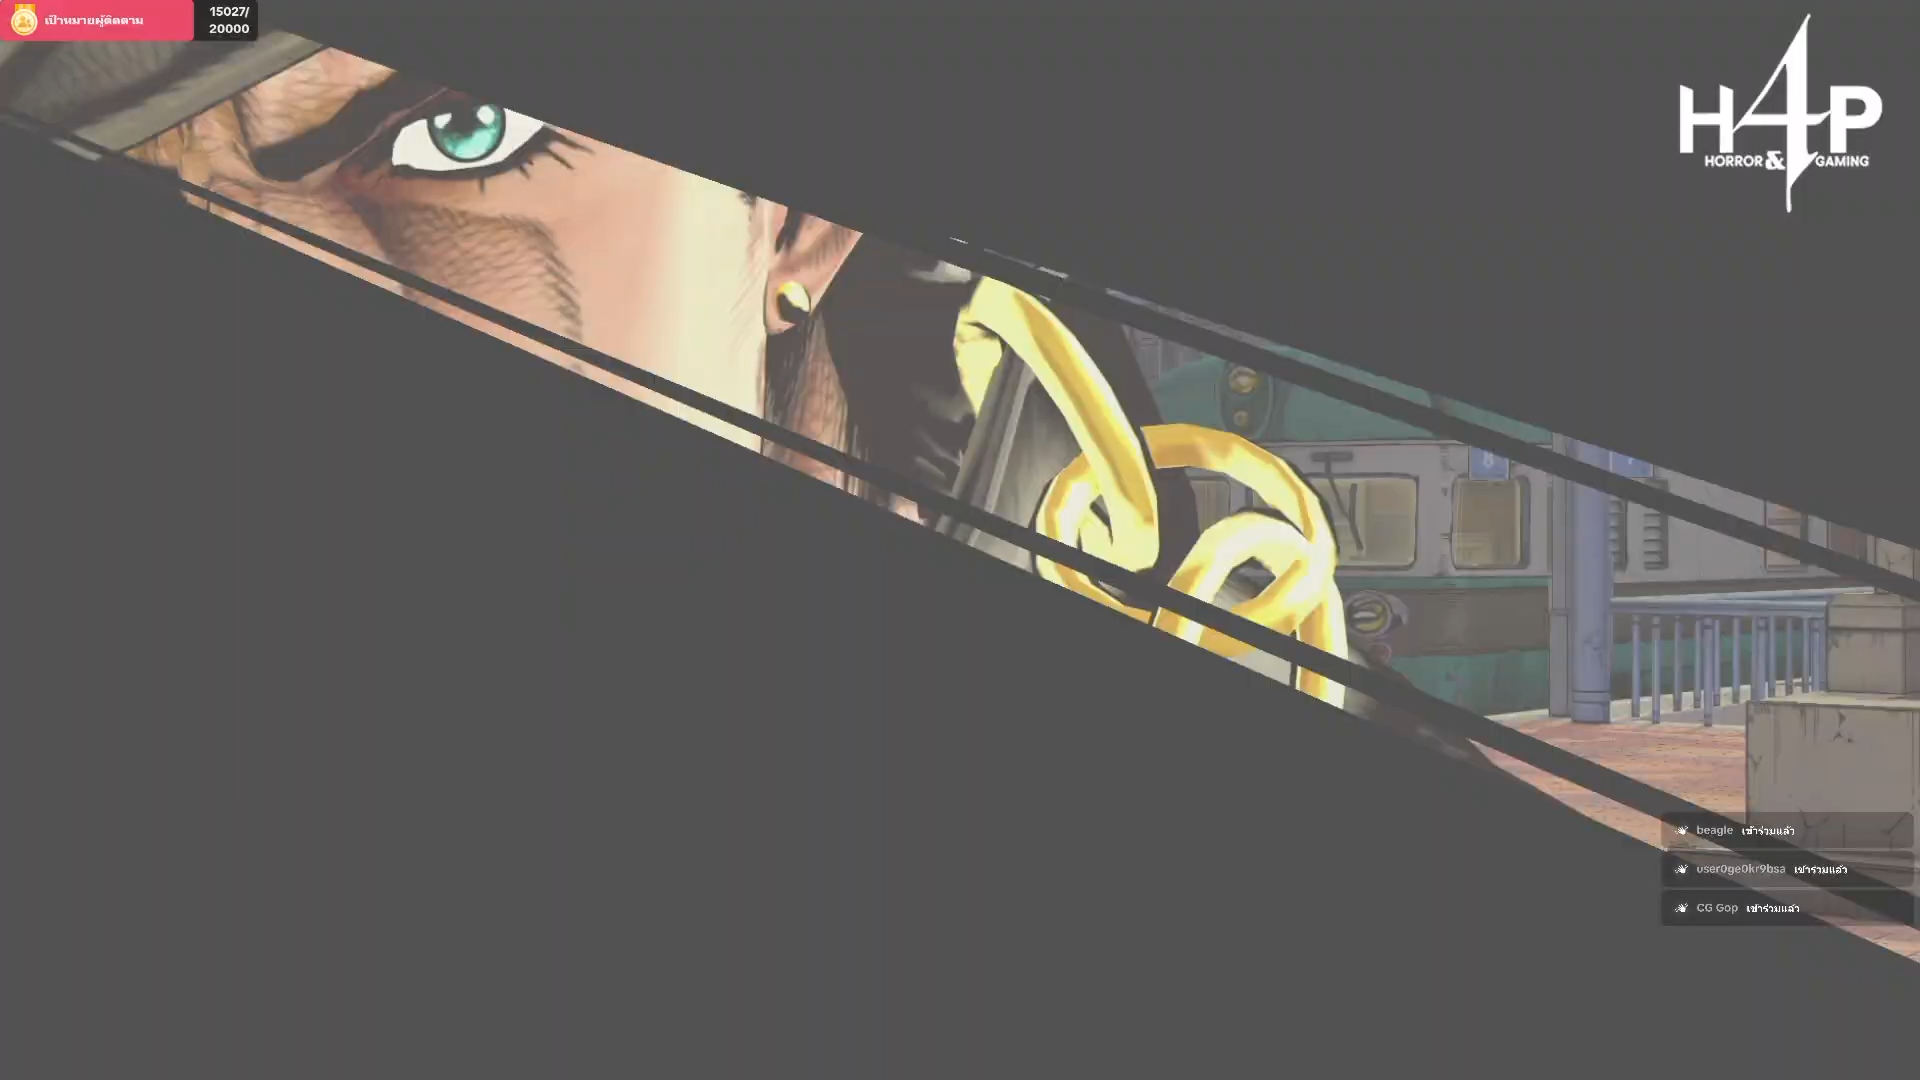 เป้าหมายผู้ติดตาม
15027/
20000
H4P
HORROR & GAMING
8
beagle เข้าร่วมแล้ว
user0ge0kr9bsa เข้าร่วมแล้ว
CG Gop เข้าร่วมแล้ว